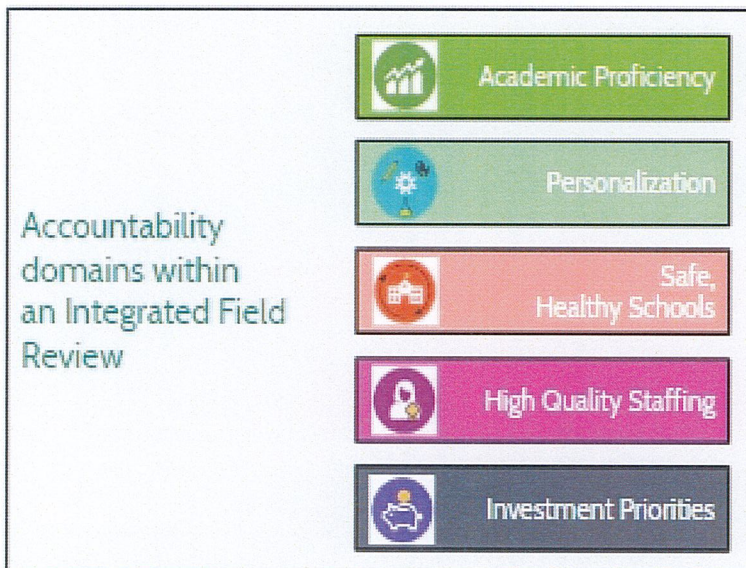 Accountability
domains within
an Integrated Field
Review
Academic Proficiency
Personalization
Safe,
Healthy Schools
High Quality Staffing
Investment Priorities